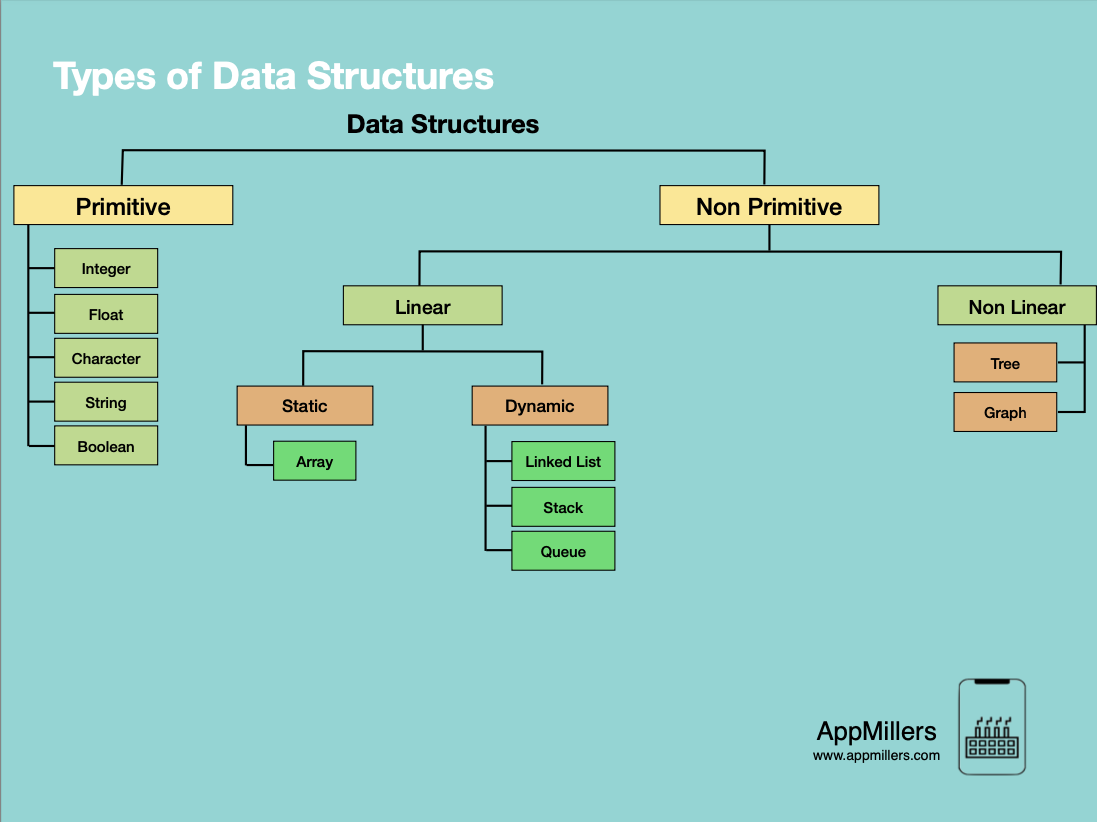 Types of Data Structures
Data Structures
Primitive
Non Primitive
Integer
Float
Character
String
Boolean
Linear
Non Linear
Static
Dynamic
Tree
Graph
Array
Linked List
Stack
Queue
AppMillers
www.appmillers.com